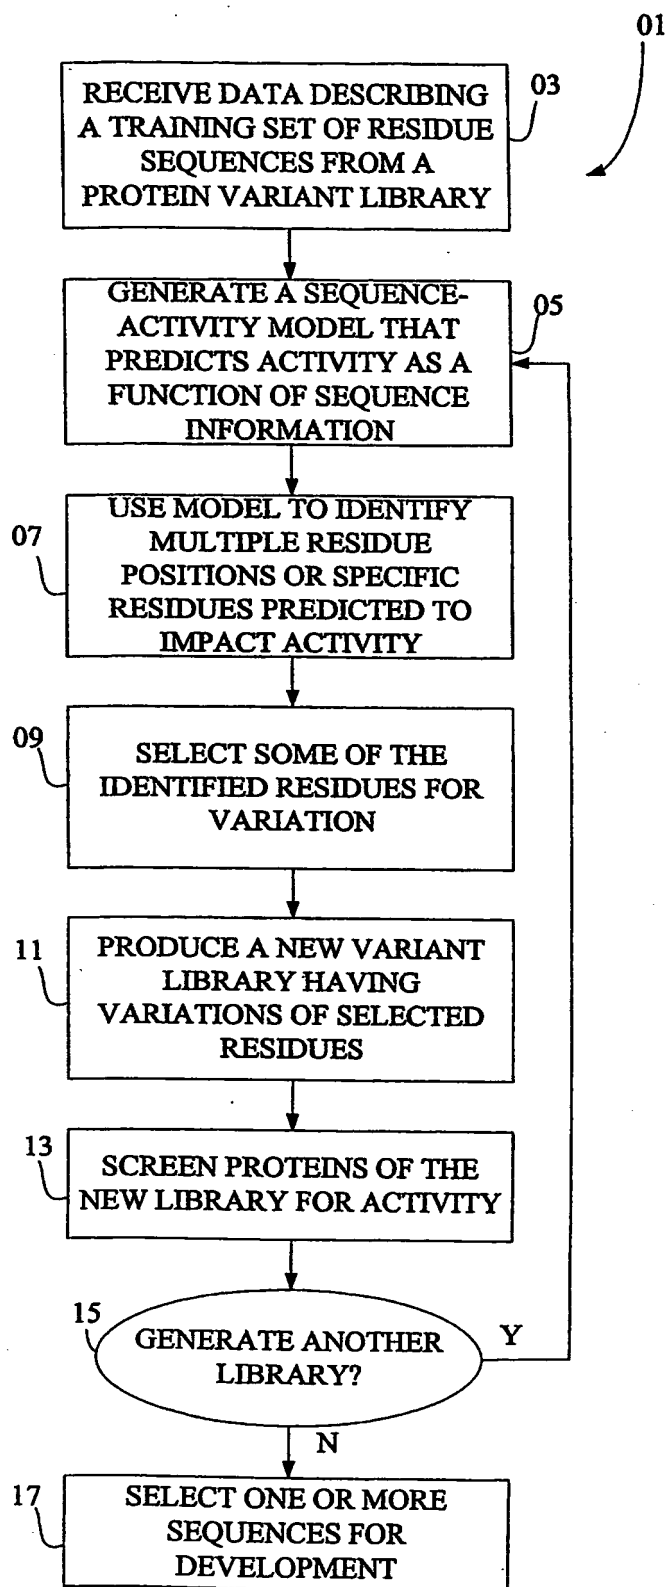 01
RECEIVE DATA DESCRIBING
A TRAINING SET OF RESIDUE
SEQUENCES FROM A
PROTEIN VARIANT LIBRARY
03
GENERATE A SEQUENCE-
ACTIVITY MODEL THAT
PREDICTS ACTIVITY AS A
FUNCTION OF SEQUENCE
INFORMATION
05
07
USE MODEL TO IDENTIFY
MULTIPLE RESIDUE
POSITIONS OR SPECIFIC
RESIDUES PREDICTED TO
IMPACT ACTIVITY
09
SELECT SOME OF THE
IDENTIFIED RESIDUES FOR
VARIATION
11
PRODUCE A NEW VARIANT
LIBRARY HAVING
VARIATIONS OF SELECTED
RESIDUES
13
SCREEN PROTEINS OF THE
NEW LIBRARY FOR ACTIVITY
15
GENERATE ANOTHER
LIBRARY?
Y
N
17
SELECT ONE OR MORE
SEQUENCES FOR
DEVELOPMENT